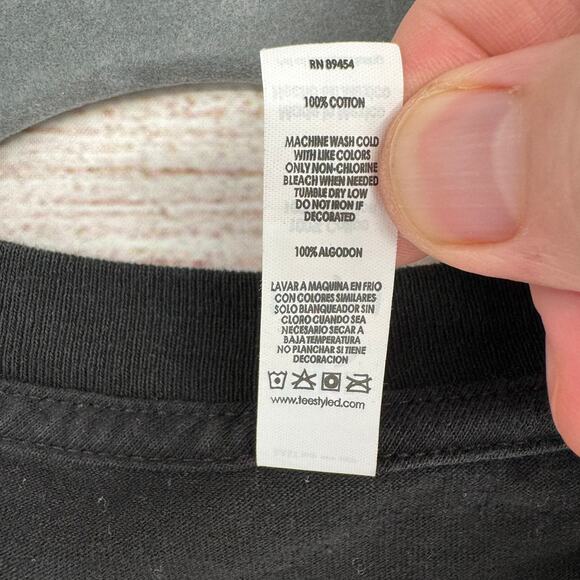 RN 89454
100% COTTON
MACHINE WASH COLD
WITH LIKE COLORS
ONLY NON-CHLORINE
BLEACH WHEN NEEDED
TUMBLE DRY LOW
DO NOT IRON IF
DECORATED
100% ALGODON
LAVAR A MAQUINA EN FRIO
CON COLORES SIMILARES
SOLO BLANQUEADOR SIN
CLORO CUANDO SEA
NECESARIO SECAR A
BAJA TEMPERATURA
NO PLANCHAR SI TIENE
DECORACION
www.teestyled.com